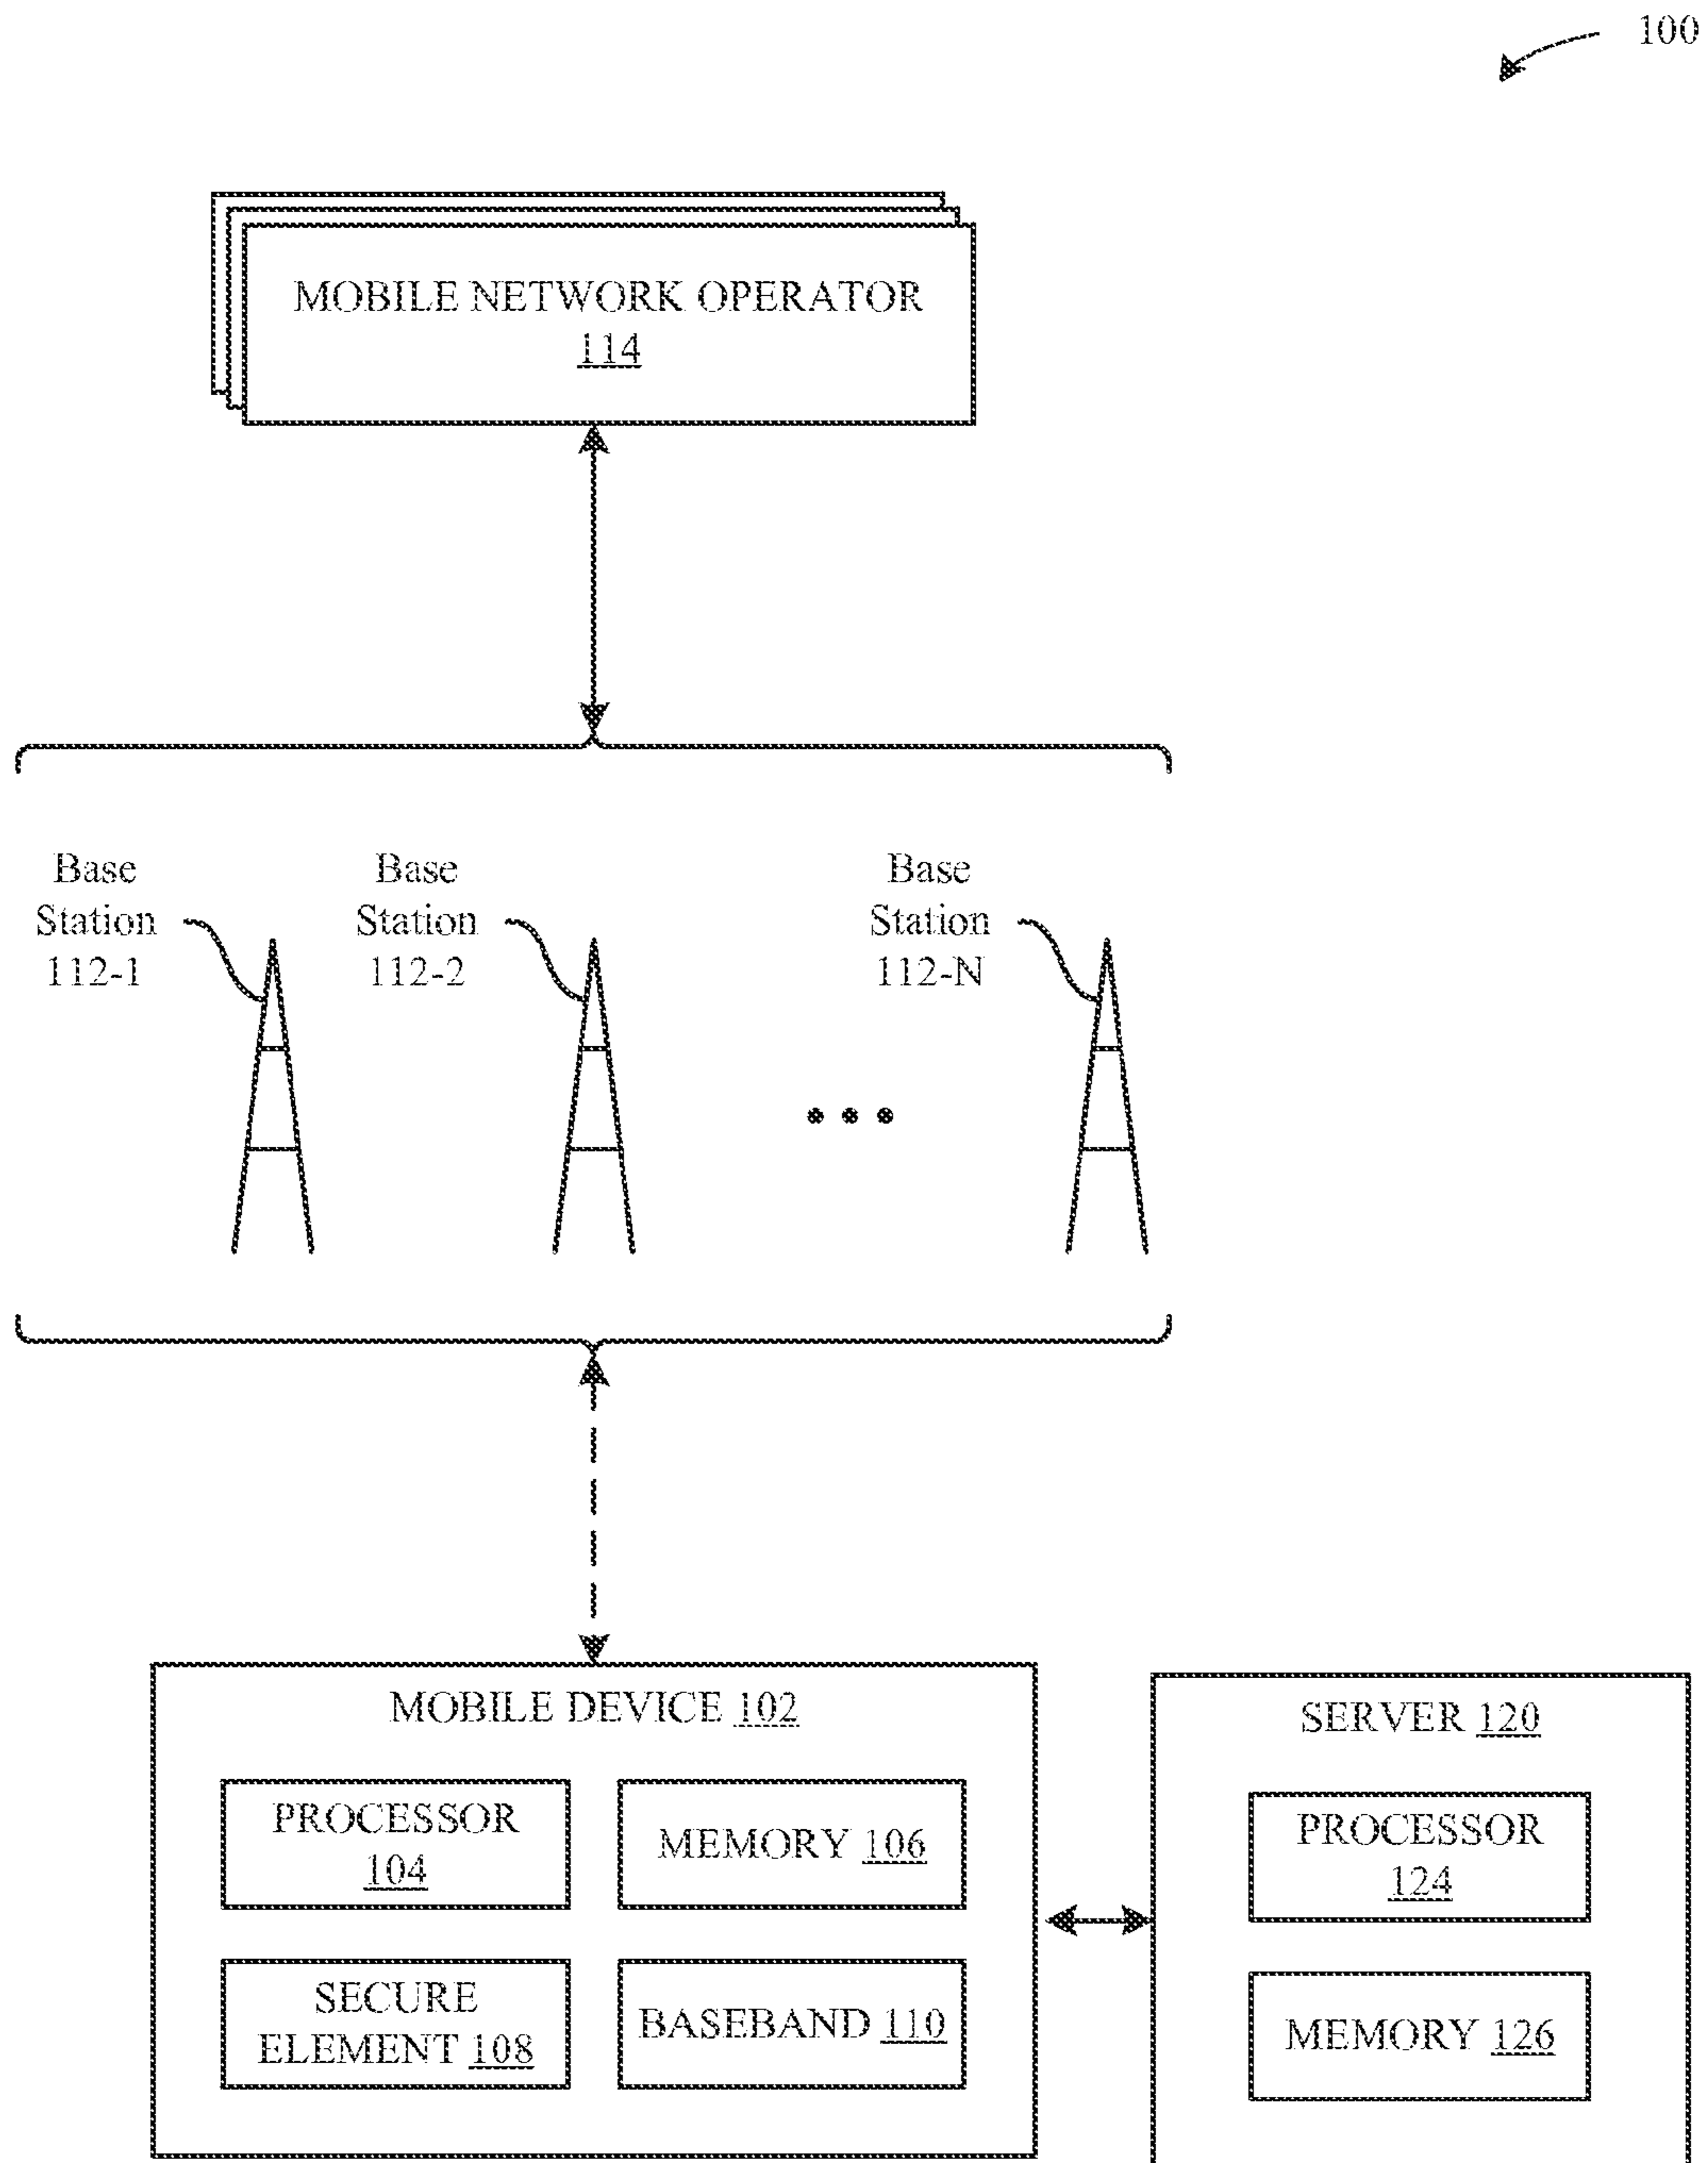 100
MOBILE NETWORK OPERATOR
114
Base
Station
112-1
Base
Station
112-2
Base
Station
112-N
MOBILE DEVICE 102
PROCESSOR
104
MEMORY 106
SECURE
ELEMENT 108
BASEBAND 110
SERVER 120
PROCESSOR
124
MEMORY 126